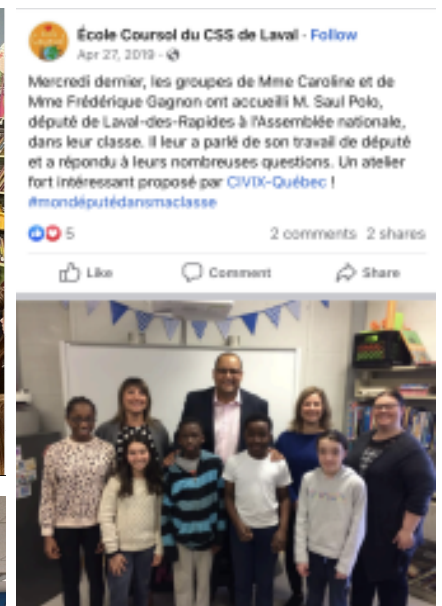 École Coursol du CSS de Laval · Follow
Apr 27, 2019 ·
Mercredi dernier, les groupes de Mme Caroline et de
Mme Frédérique Gagnon ont accueilli M. Saul Polo,
député de Laval-des-Rapides à l'Assemblée nationale,
dans leur classe. Il leur a parlé de son travail de député
et a répondu à leurs nombreuses questions. Un atelier
fort intéressant proposé par CIVIX-Québec !
#mondéputédansmaclasse
5
2 comments 2 shares
Like Comment Share